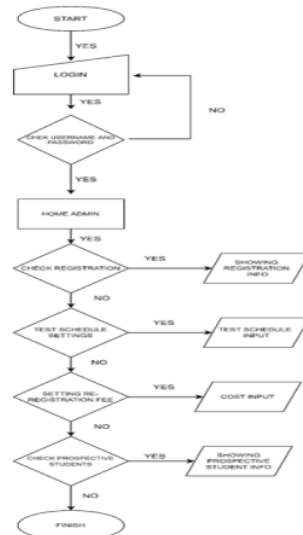 START
YES
LOGIN
YES
NO
CHEK USERNAME AND
PASSWORD
YES
HOME ADMIN
YES
CHECK REGISTRATION
YES
SHOWING
REGISTRATION
INFO
NO
TEST SCHEDULE
SETTINGS
YES
TEST SCHEDULE
INPUT
NO
SETTING RE-
REGISTRATION FEE
YES
COST INPUT
NO
CHECK PROSPECTIVE
STUDENTS
YES
SHOWING
PROSPECTIVE
STUDENT INFO
NO
FINISH